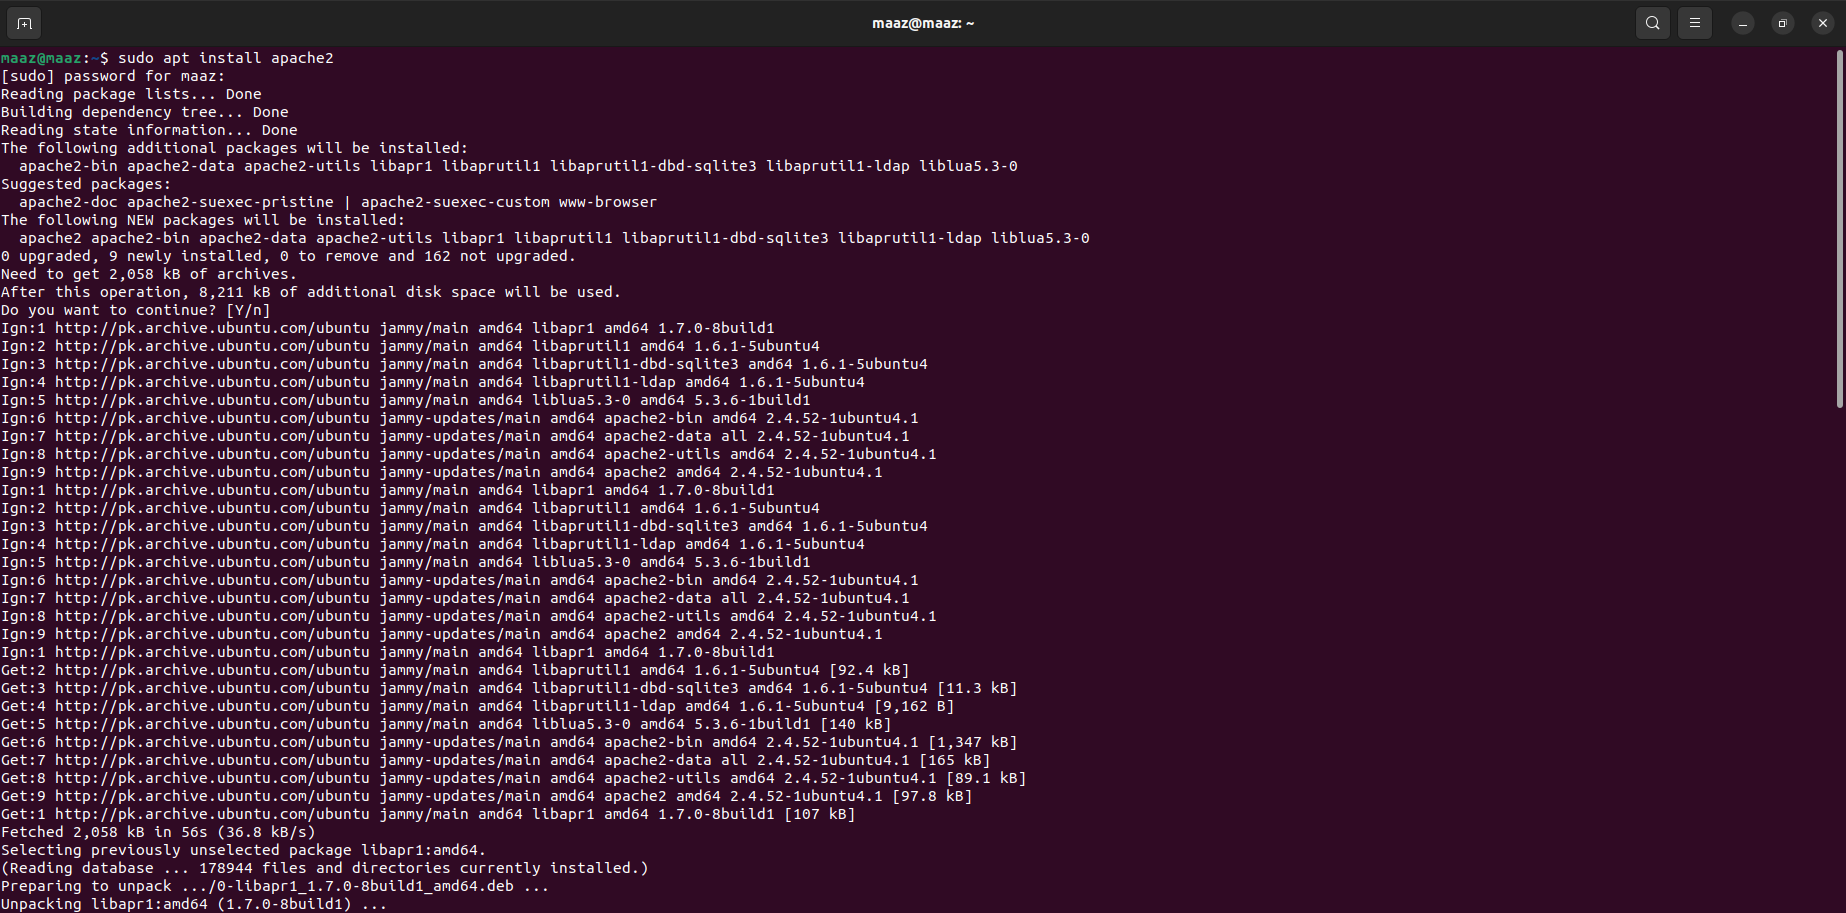 maaz@maaz: ~
maaz@maaz:~$ sudo apt install apache2
[sudo] password for maaz:
Reading package lists... Done
Building dependency tree... Done
Reading state information... Done
The following additional packages will be installed:
  apache2-bin apache2-data apache2-utils libapr1 libaprutil1 libaprutil1-dbd-sqlite3 libaprutil1-ldap liblua5.3-0
Suggested packages:
  apache2-doc apache2-suexec-pristine | apache2-suexec-custom www-browser
The following NEW packages will be installed:
  apache2 apache2-bin apache2-data apache2-utils libapr1 libaprutil1 libaprutil1-dbd-sqlite3 libaprutil1-ldap liblua5.3-0
0 upgraded, 9 newly installed, 0 to remove and 162 not upgraded.
Need to get 2,058 kB of archives.
After this operation, 8,211 kB of additional disk space will be used.
Do you want to continue? [Y/n]
Ign:1 http://pk.archive.ubuntu.com/ubuntu jammy/main amd64 libapr1 amd64 1.7.0-8build1
Ign:2 http://pk.archive.ubuntu.com/ubuntu jammy/main amd64 libaprutil1 amd64 1.6.1-5ubuntu4
Ign:3 http://pk.archive.ubuntu.com/ubuntu jammy/main amd64 libaprutil1-dbd-sqlite3 amd64 1.6.1-5ubuntu4
Ign:4 http://pk.archive.ubuntu.com/ubuntu jammy/main amd64 libaprutil1-ldap amd64 1.6.1-5ubuntu4
Ign:5 http://pk.archive.ubuntu.com/ubuntu jammy/main amd64 liblua5.3-0 amd64 5.3.6-1build1
Ign:6 http://pk.archive.ubuntu.com/ubuntu jammy-updates/main amd64 apache2-bin amd64 2.4.52-1ubuntu4.1
Ign:7 http://pk.archive.ubuntu.com/ubuntu jammy-updates/main amd64 apache2-data all 2.4.52-1ubuntu4.1
Ign:8 http://pk.archive.ubuntu.com/ubuntu jammy-updates/main amd64 apache2-utils amd64 2.4.52-1ubuntu4.1
Ign:9 http://pk.archive.ubuntu.com/ubuntu jammy-updates/main amd64 apache2 amd64 2.4.52-1ubuntu4.1
Ign:1 http://pk.archive.ubuntu.com/ubuntu jammy/main amd64 libapr1 amd64 1.7.0-8build1
Ign:2 http://pk.archive.ubuntu.com/ubuntu jammy/main amd64 libaprutil1 amd64 1.6.1-5ubuntu4
Ign:3 http://pk.archive.ubuntu.com/ubuntu jammy/main amd64 libaprutil1-dbd-sqlite3 amd64 1.6.1-5ubuntu4
Ign:4 http://pk.archive.ubuntu.com/ubuntu jammy/main amd64 libaprutil1-ldap amd64 1.6.1-5ubuntu4
Ign:5 http://pk.archive.ubuntu.com/ubuntu jammy/main amd64 liblua5.3-0 amd64 5.3.6-1build1
Ign:6 http://pk.archive.ubuntu.com/ubuntu jammy-updates/main amd64 apache2-bin amd64 2.4.52-1ubuntu4.1
Ign:7 http://pk.archive.ubuntu.com/ubuntu jammy-updates/main amd64 apache2-data all 2.4.52-1ubuntu4.1
Ign:8 http://pk.archive.ubuntu.com/ubuntu jammy-updates/main amd64 apache2-utils amd64 2.4.52-1ubuntu4.1
Ign:9 http://pk.archive.ubuntu.com/ubuntu jammy-updates/main amd64 apache2 amd64 2.4.52-1ubuntu4.1
Ign:1 http://pk.archive.ubuntu.com/ubuntu jammy/main amd64 libapr1 amd64 1.7.0-8build1
Get:2 http://pk.archive.ubuntu.com/ubuntu jammy/main amd64 libaprutil1 amd64 1.6.1-5ubuntu4 [92.4 kB]
Get:3 http://pk.archive.ubuntu.com/ubuntu jammy/main amd64 libaprutil1-dbd-sqlite3 amd64 1.6.1-5ubuntu4 [11.3 kB]
Get:4 http://pk.archive.ubuntu.com/ubuntu jammy/main amd64 libaprutil1-ldap amd64 1.6.1-5ubuntu4 [9,162 B]
Get:5 http://pk.archive.ubuntu.com/ubuntu jammy/main amd64 liblua5.3-0 amd64 5.3.6-1build1 [140 kB]
Get:6 http://pk.archive.ubuntu.com/ubuntu jammy-updates/main amd64 apache2-bin amd64 2.4.52-1ubuntu4.1 [1,347 kB]
Get:7 http://pk.archive.ubuntu.com/ubuntu jammy-updates/main amd64 apache2-data all 2.4.52-1ubuntu4.1 [165 kB]
Get:8 http://pk.archive.ubuntu.com/ubuntu jammy-updates/main amd64 apache2-utils amd64 2.4.52-1ubuntu4.1 [89.1 kB]
Get:9 http://pk.archive.ubuntu.com/ubuntu jammy-updates/main amd64 apache2 amd64 2.4.52-1ubuntu4.1 [97.8 kB]
Get:1 http://pk.archive.ubuntu.com/ubuntu jammy/main amd64 libapr1 amd64 1.7.0-8build1 [107 kB]
Fetched 2,058 kB in 56s (36.8 kB/s)
Selecting previously unselected package libapr1:amd64.
(Reading database ... 178944 files and directories currently installed.)
Preparing to unpack .../0-libapr1_1.7.0-8build1_amd64.deb ...
Unpacking libapr1:amd64 (1.7.0-8build1) ...